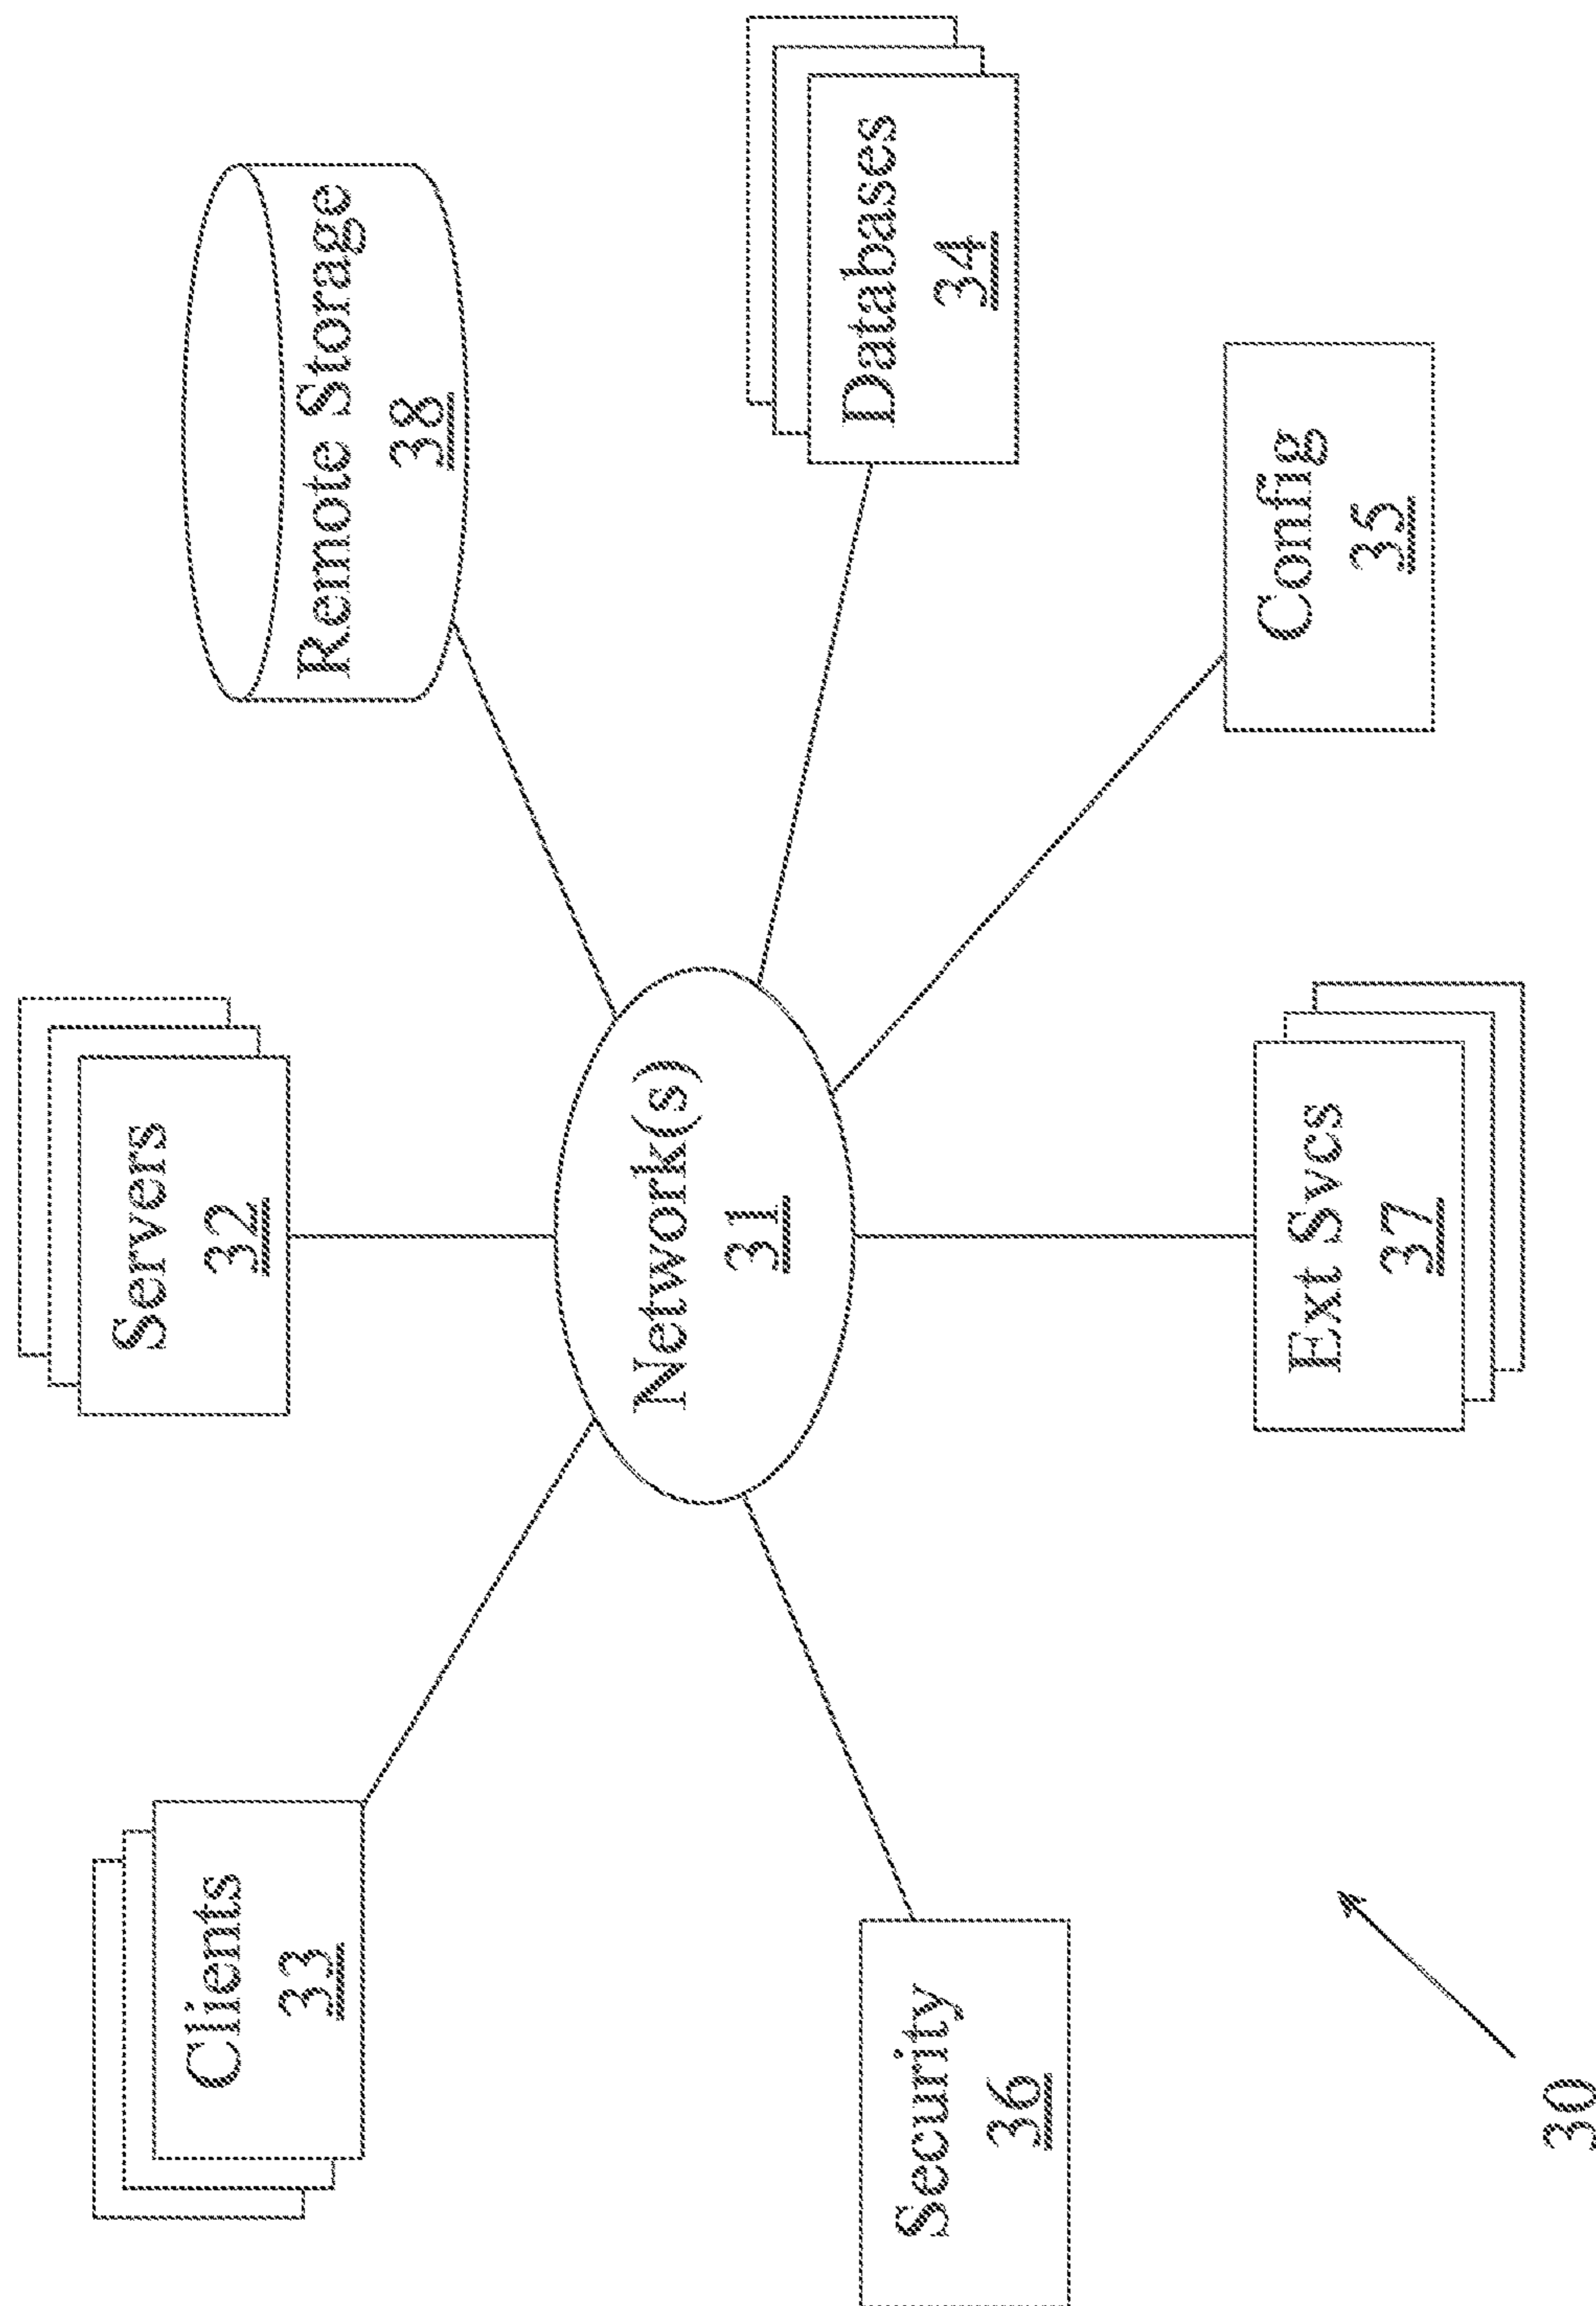 Servers
32
Clients
33
Remote Storage
38
Network(s)
31
Databases
34
Security
36
Ext Svcs
37
Config
35
30